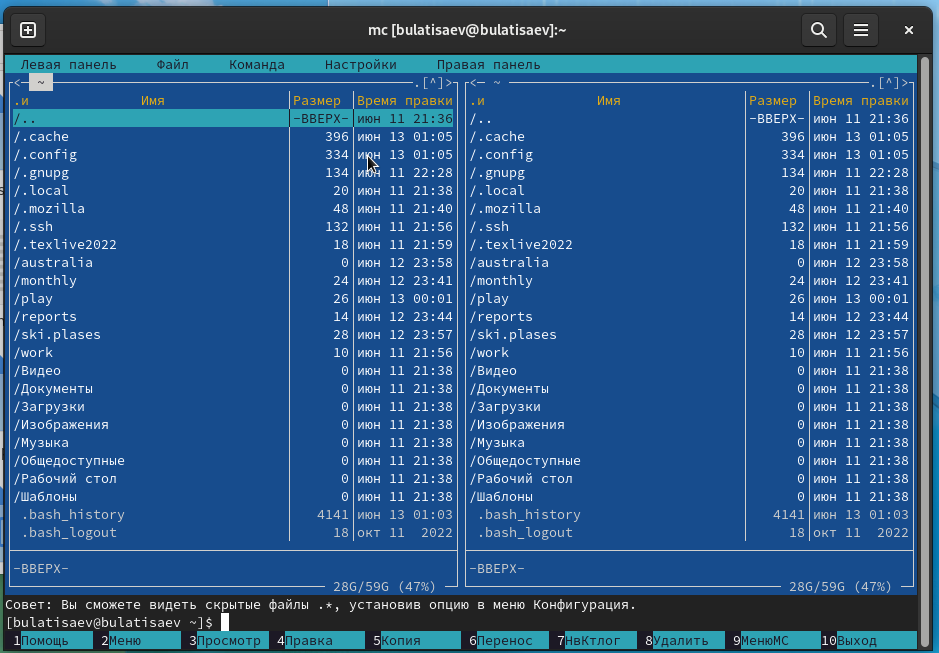 mc [bulatisaev@bulatisaev]:~
Левая панель Файл Команда Настройки Правая панель
<— ~ .[^]> <— ~ .[^]>
.и Имя Размер Время правки .и Имя Размер Время правки
/.. -ВВЕРХ- июн 11 21:36 /.. -ВВЕРХ- июн 11 21:36
/.cache 396 июн 13 01:05 /.cache 396 июн 13 01:05
/.config 334 июн 13 01:05 /.config 334 июн 13 01:05
/.gnupg 134 июн 11 22:28 /.gnupg 134 июн 11 22:28
/.local 20 июн 11 21:38 /.local 20 июн 11 21:38
/.mozilla 48 июн 11 21:40 /.mozilla 48 июн 11 21:40
/.ssh 132 июн 11 21:56 /.ssh 132 июн 11 21:56
/.texlive2022 18 июн 11 21:59 /.texlive2022 18 июн 11 21:59
/australia 0 июн 12 23:58 /australia 0 июн 12 23:58
/monthly 24 июн 12 23:41 /monthly 24 июн 12 23:41
/play 26 июн 13 00:01 /play 26 июн 13 00:01
/reports 14 июн 12 23:44 /reports 14 июн 12 23:44
/ski.plases 28 июн 12 23:57 /ski.plases 28 июн 12 23:57
/work 10 июн 11 21:56 /work 10 июн 11 21:56
/Видео 0 июн 11 21:38 /Видео 0 июн 11 21:38
/Документы 0 июн 11 21:38 /Документы 0 июн 11 21:38
/Загрузки 0 июн 11 21:38 /Загрузки 0 июн 11 21:38
/Изображения 0 июн 11 21:38 /Изображения 0 июн 11 21:38
/Музыка 0 июн 11 21:38 /Музыка 0 июн 11 21:38
/Общедоступные 0 июн 11 21:38 /Общедоступные 0 июн 11 21:38
/Рабочий стол 0 июн 11 21:38 /Рабочий стол 0 июн 11 21:38
/Шаблоны 0 июн 11 21:38 /Шаблоны 0 июн 11 21:38
.bash_history 4141 июн 13 01:03 .bash_history 4141 июн 13 01:03
.bash_logout 18 окт 11 2022 .bash_logout 18 окт 11 2022
-ВВЕРХ- -ВВЕРХ-
28G/59G (47%) 28G/59G (47%)
Совет: Вы сможете видеть скрытые файлы .*, установив опцию в меню Конфигурация.
[bulatisaev@bulatisaev ~]$
1Помощь 2Меню 3Просмотр 4Правка 5Копия 6Перенос 7НвКтлог 8Удалить 9МенюМС 10Выход